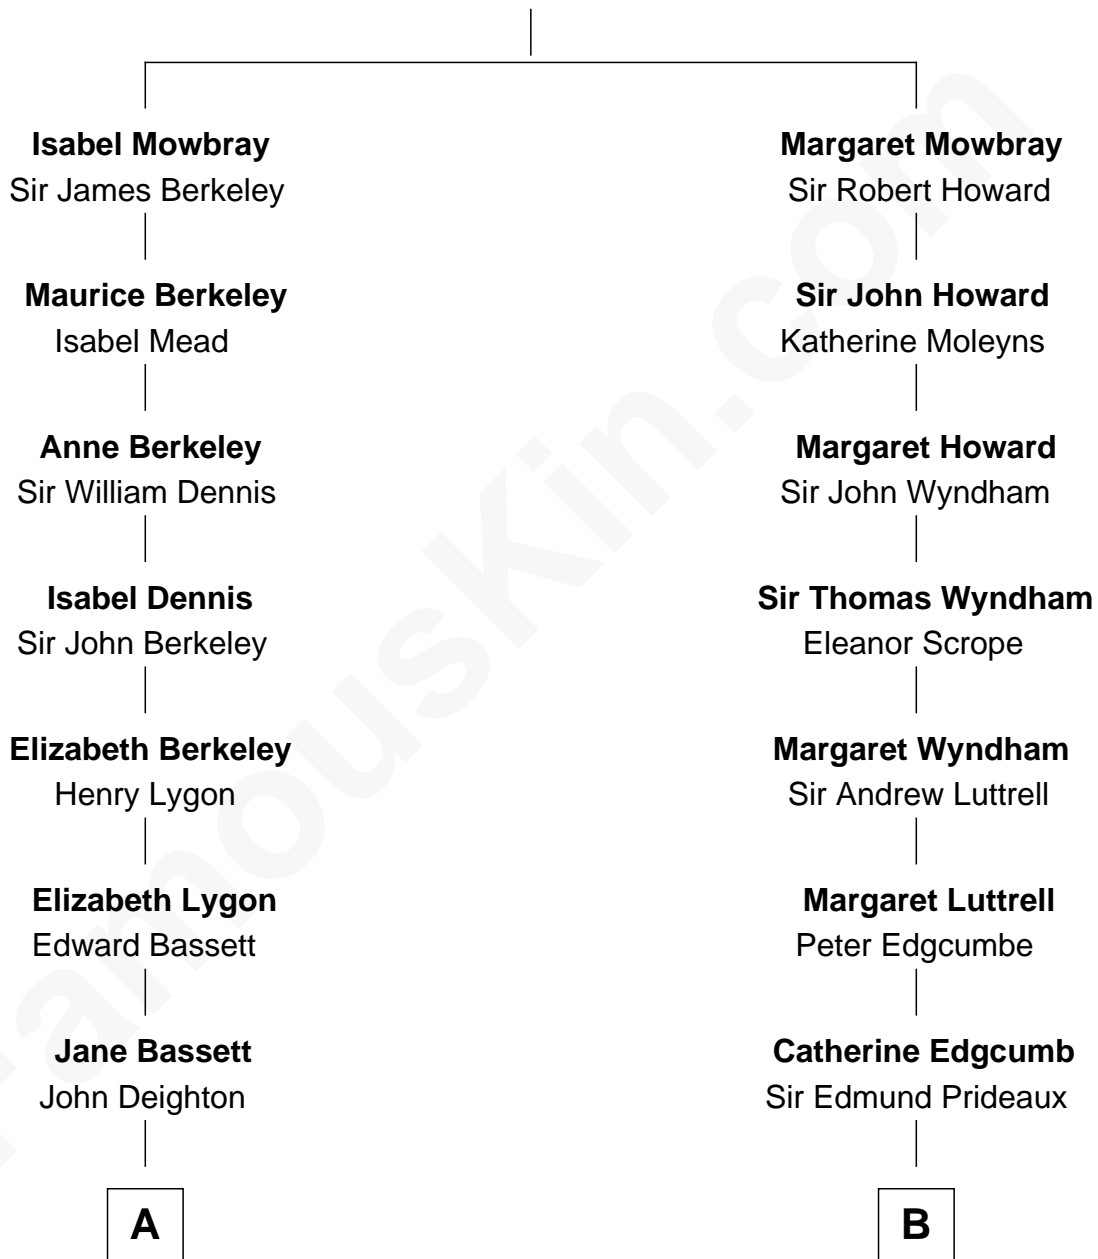 Isabel Mowbray
Sir James Berkeley
Maurice Berkeley
Isabel Mead
Anne Berkeley
Sir William Dennis
Isabel Dennis
Sir John Berkeley
Elizabeth Berkeley
Henry Lygon
Elizabeth Lygon
Edward Bassett
Jane Bassett
John Deighton
A
Margaret Mowbray
Sir Robert Howard
Sir John Howard
Katherine Moleyns
Margaret Howard
Sir John Wyndham
Sir Thomas Wyndham
Eleanor Scrope
Margaret Wyndham
Sir Andrew Luttrell
Margaret Luttrell
Peter Edgcumbe
Catherine Edgcumb
Sir Edmund Prideaux
B
FamousKin.com